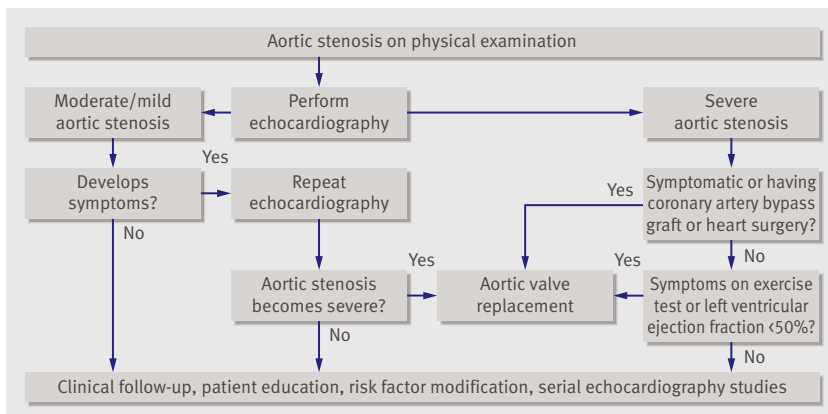 Aortic stenosis on physical examination
Moderate/mild
aortic stenosis
Perform
echocardiography
Severe
aortic stenosis
Yes
Develops
symptoms?
Repeat
echocardiography
Yes
Symptomatic or having
coronary artery bypass
graft or heart surgery?
No
No
Aortic stenosis
becomes severe?
Yes
Aortic valve
replacement
Yes
Symptoms on exercise
test or left ventricular
ejection fraction <50%?
No
No
Clinical follow-up, patient education, risk factor modification, serial echocardiography studies